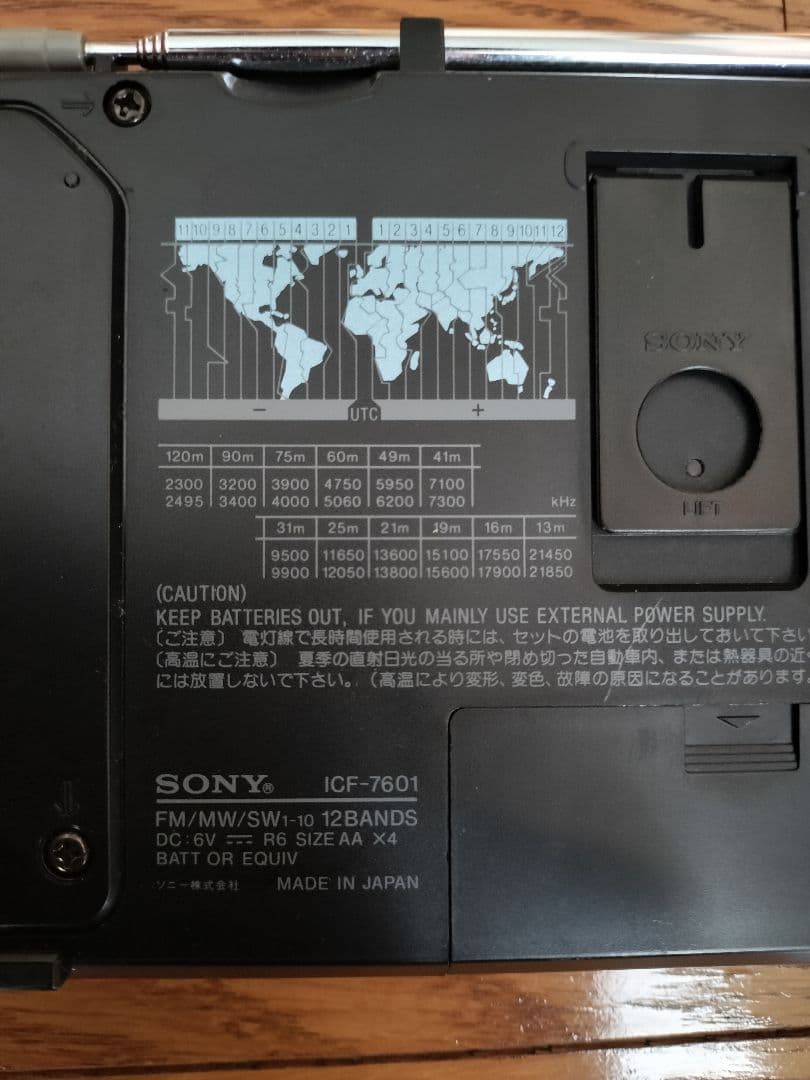 11 10 9 8 7 6 5 4 3 2 1 1 2 3 4 5 6 7 8 9 10 11 12
− UTC +
SONY
LIFT
120m 90m 75m 60m 49m 41m
2300 3200 3900 4750 5950 7100
2495 3400 4000 5060 6200 7300 kHz
31m 25m 21m 19m 16m 13m
9500 11650 13600 15100 17550 21450
9900 12050 13800 15600 17900 21850
(CAUTION)
KEEP BATTERIES OUT, IF YOU MAINLY USE EXTERNAL POWER SUPPLY.
〔ご注意〕 電灯線で長時間使用される時には、セットの電池を取り出しておいて下さい
〔高温にご注意〕 夏季の直射日光の当る所や閉め切った自動車内、または熱器具の近く
には放置しないで下さい。(高温により変形、変色、故障の原因になることがあります。
SONY® ICF-7601
FM/MW/SW1-10 12BANDS
DC:6V R6 SIZE AA X4
BATT OR EQUIV
ソニー株式会社 MADE IN JAPAN